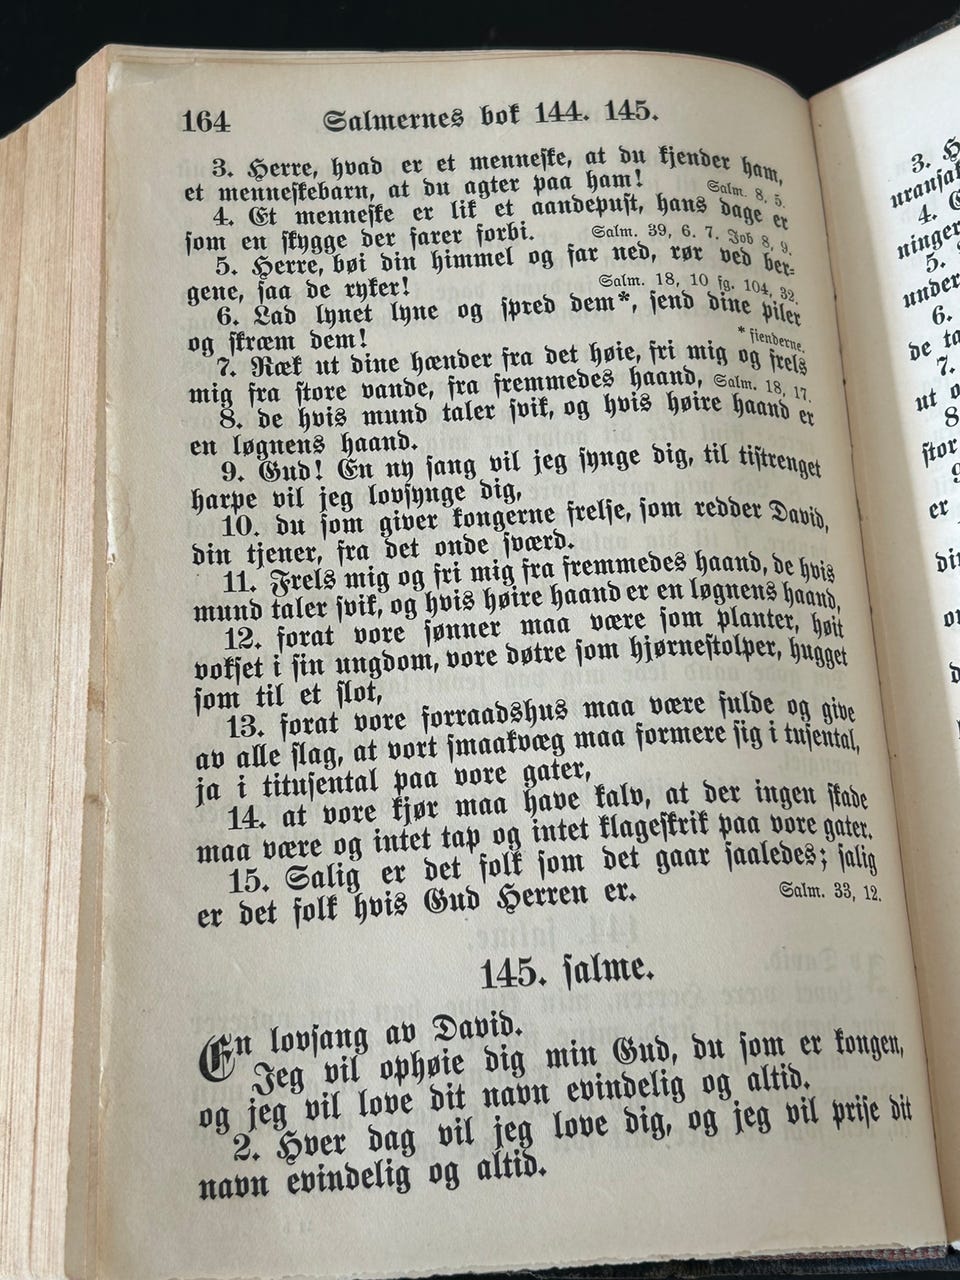 164 Salmernes bok 144. 145.
3. Herre, hvad er et menneske, at du kjender ham,
et menneskebarn, at du agter paa ham! Salm. 8, 5.
4. Et menneske er lik et aandepust, hans dage er
som en skygge der farer forbi. Salm. 39, 6. 7. Job 8, 9.
5. Herre, bøi din himmel og far ned, rør ved ber-
gene, saa de ryker! Salm. 18, 10 fg. 104, 32.
6. Lad lynet lyne og spred dem*, send dine piler
og skræm dem! * fienderne.
7. Ræk ut dine hænder fra det høie, fri mig og frels
mig fra store vande, fra fremmedes haand, Salm. 18, 17.
8. de hvis mund taler svik, og hvis høire haand er
en løgnens haand.
9. Gud! En ny sang vil jeg synge dig, til tistrenget
harpe vil jeg lovsynge dig,
10. du som giver kongerne frelse, som redder David,
din tjener, fra det onde sværd.
11. Frels mig og fri mig fra fremmedes haand, de hvis
mund taler svik, og hvis høire haand er en løgnens haand,
12. forat vore sønner maa være som planter, høit
vokset i sin ungdom, vore døtre som hjørnestolper, hugget
som til et slot,
13. forat vore forraadshus maa være fulde og give
av alle slag, at vort smaakvæg maa formere sig i tusental,
ja i titusental paa vore gater,
14. at vore kjør maa have kalv, at der ingen skade
maa være og intet tap og intet klageskrik paa vore gater.
15. Salig er det folk som det gaar saaledes; salig
er det folk hvis Gud Herren er. Salm. 33, 12.
145. salme.
En lovsang av David.
Jeg vil ophøie dig min Gud, du som er kongen,
og jeg vil love dit navn evindelig og altid.
2. Hver dag vil jeg love dig, og jeg vil prise dit
navn evindelig og altid.
3.
uransa
4.
ninger
5.
under
6.
de
7.
ut
8
stor
9
er
din